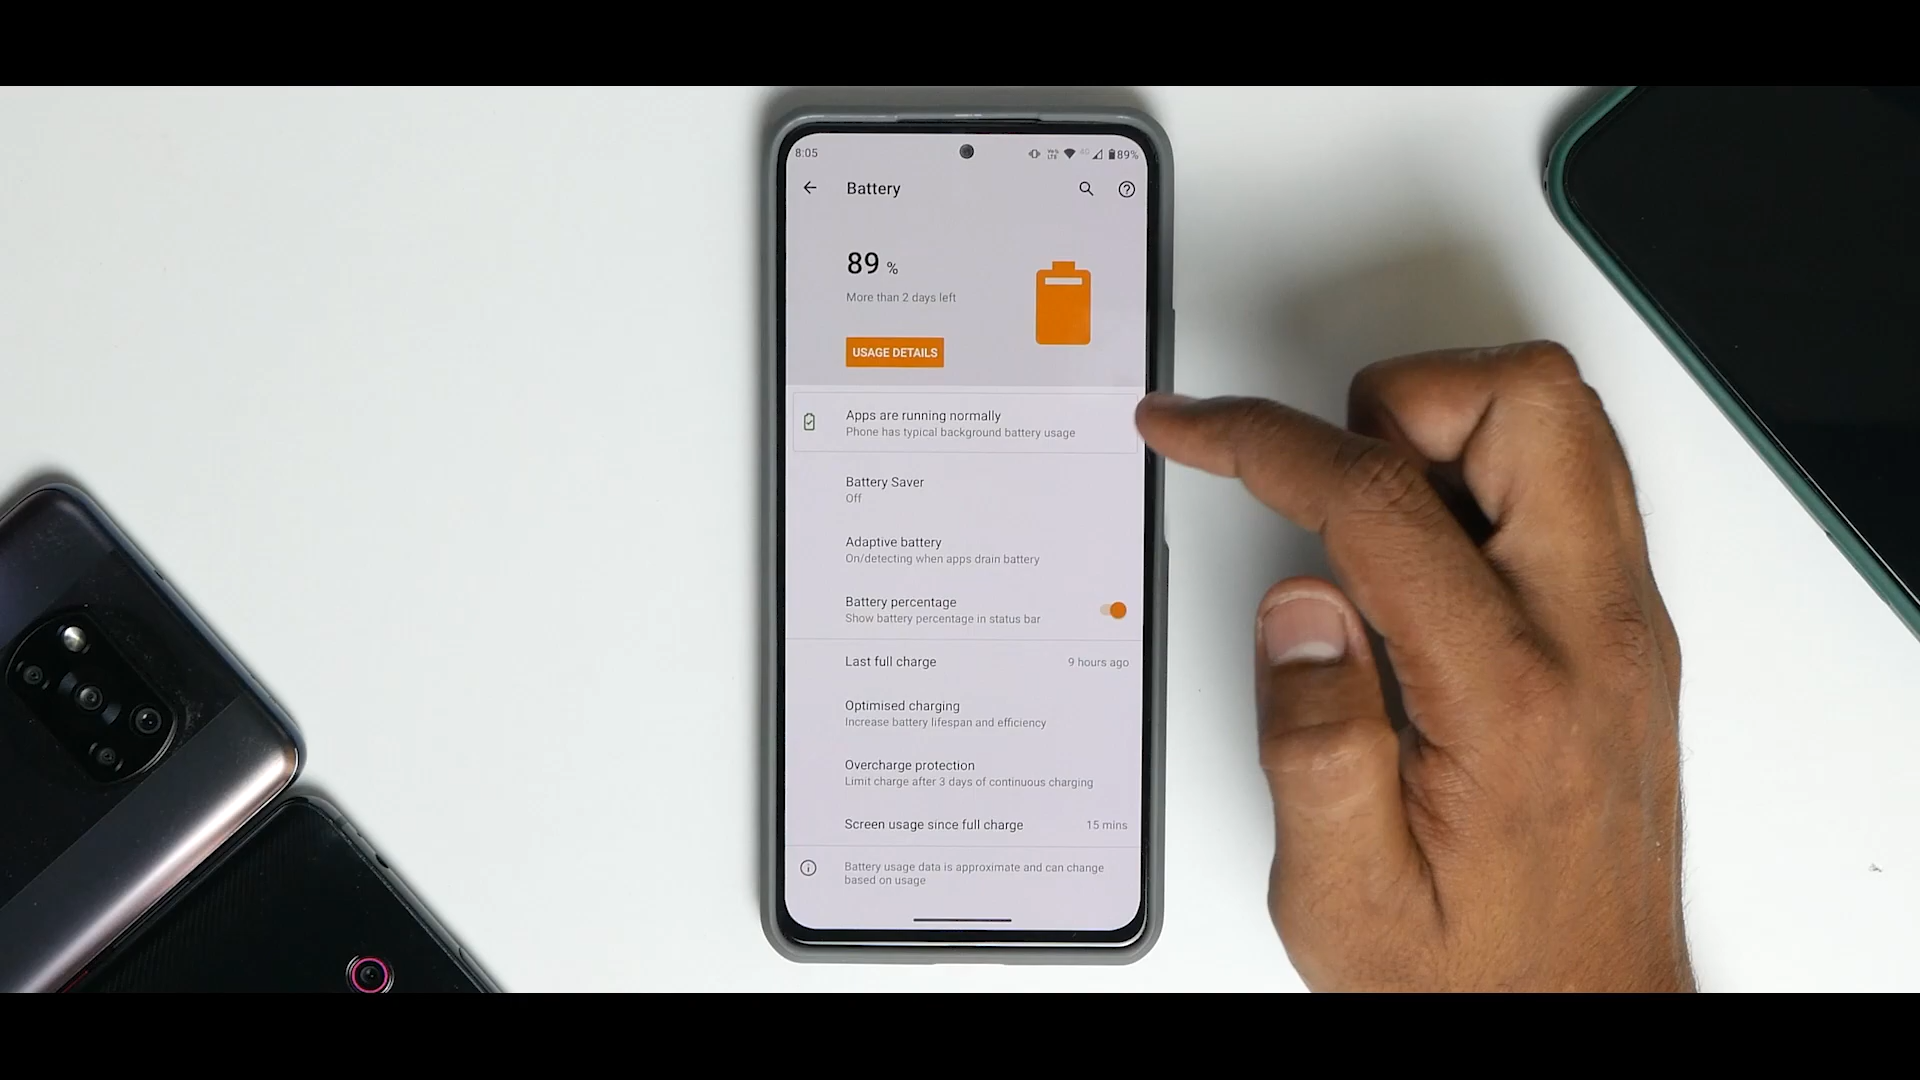 8:05
4G
89%
Battery
89 %
More than 2 days left
USAGE DETAILS
Apps are running normally
Phone has typical background battery usage
Battery Saver
Off
Adaptive battery
On/detecting when apps drain battery
Battery percentage
Show battery percentage in status bar
Last full charge
9 hours ago
Optimised charging
Increase battery lifespan and efficiency
Overcharge protection
Limit charge after 3 days of continuous charging
Screen usage since full charge
15 mins
Battery usage data is approximate and can change
based on usage